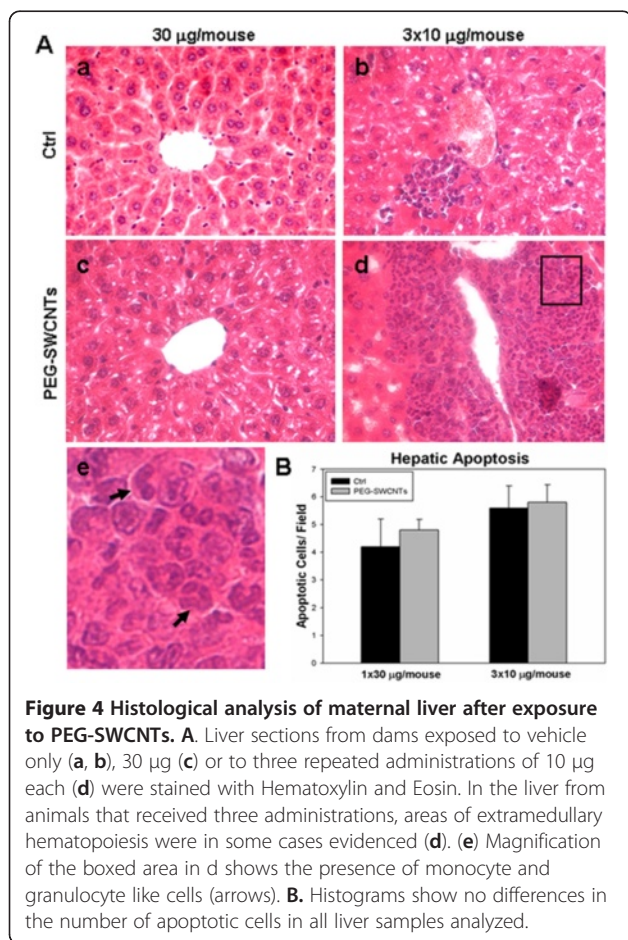 30 µg/mouse
3x10 µg/mouse
A
a
b
Ctrl
c
d
PEG-SWCNTs
e
B
Hepatic Apoptosis
Ctrl
PEG-SWCNTs
Apoptotic Cells/ Field
7
6
5
4
3
2
1
0
1x30 µg/mouse
3x10 µg/mouse
Figure 4 Histological analysis of maternal liver after exposure
to PEG-SWCNTs. A. Liver sections from dams exposed to vehicle
only (a, b), 30 µg (c) or to three repeated administrations of 10 µg
each (d) were stained with Hematoxylin and Eosin. In the liver from
animals that received three administrations, areas of extramedullary
hematopoiesis were in some cases evidenced (d). (e) Magnification
of the boxed area in d shows the presence of monocyte and
granulocyte like cells (arrows). B. Histograms show no differences in
the number of apoptotic cells in all liver samples analyzed.